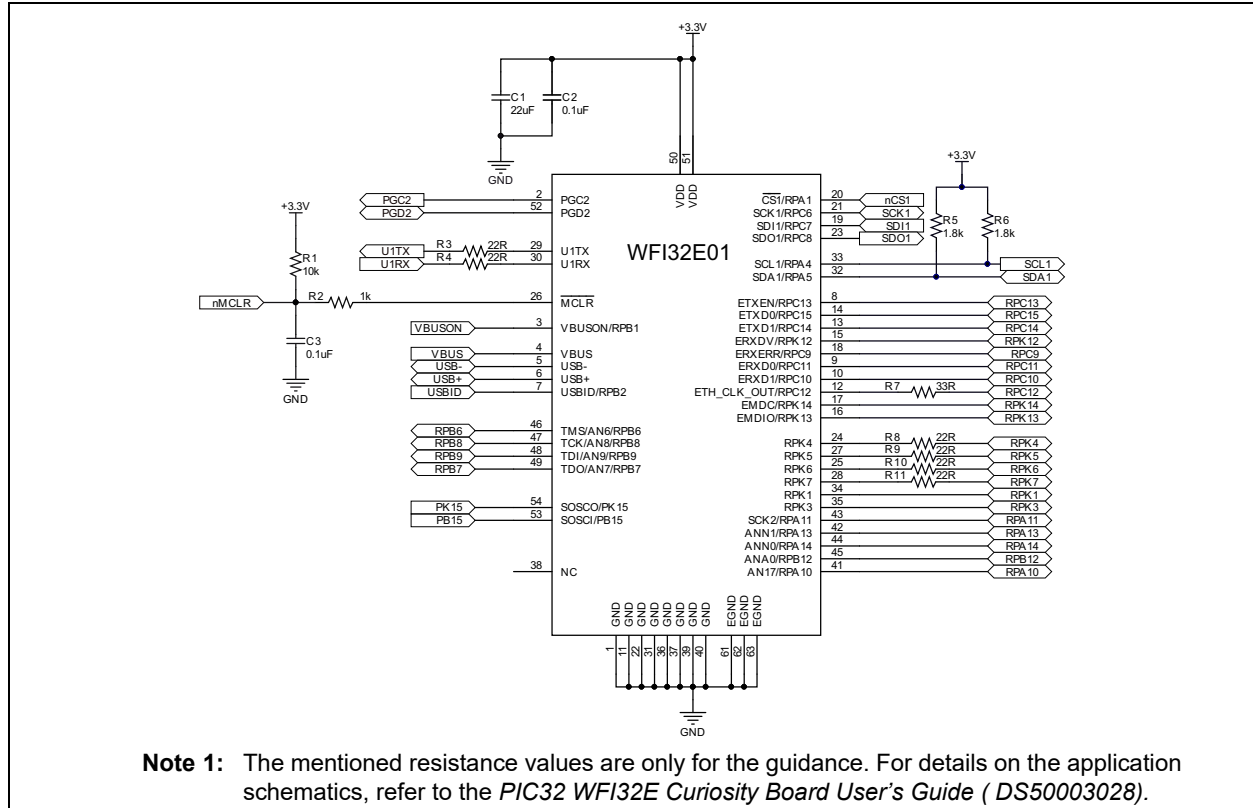 +3.3V
C1
22uF
C2
0.1uF
GND
50
51
VDD
VDD
+3.3V
R5
1.8k
R6
1.8k
WFI32E01
PGC2 2 PGC2
PGD2 52 PGD2
U1TX R3 22R 29 U1TX
U1RX R4 22R 30 U1RX
+3.3V
R1
10k
nMCLR R2 1k 26 MCLR
C3
0.1uF
GND
VBUSON 3 VBUSON/RPB1
VBUS 4 VBUS
USB- 5 USB-
USB+ 6 USB+
USBID 7 USBID/RPB2
RPB6 46 TMS/AN6/RPB6
RPB8 47 TCK/AN8/RPB8
RPB9 48 TDI/AN9/RPB9
RPB7 49 TDO/AN7/RPB7
PK15 54 SOSCO/PK15
PB15 53 SOSCI/PB15
38 NC
CS1/RPA1 20 nCS1
SCK1/RPC6 21 SCK1
SDI1/RPC7 19 SDI1
SDO1/RPC8 23 SDO1
SCL1/RPA4 33 SCL1
SDA1/RPA5 32 SDA1
ETXEN/RPC13 8 RPC13
ETXD0/RPC15 14 RPC15
ETXD1/RPC14 13 RPC14
ERXDV/RPK12 15 RPK12
ERXERR/RPC9 18 RPC9
ERXD0/RPC11 9 RPC11
ERXD1/RPC10 10 RPC10
ETH_CLK_OUT/RPC12 12 R7 33R RPC12
EMDC/RPK14 17 RPK14
EMDIO/RPK13 16 RPK13
RPK4 24 R8 22R RPK4
RPK5 27 R9 22R RPK5
RPK6 25 R10 22R RPK6
RPK7 28 R11 22R RPK7
RPK1 34 RPK1
RPK3 35 RPK3
SCK2/RPA11 43 RPA11
ANN1/RPA13 42 RPA13
ANN0/RPA14 44 RPA14
ANA0/RPB12 45 RPB12
AN17/RPA10 41 RPA10
GND GND GND GND GND GND GND GND EGND EGND EGND
1 11 22 31 36 37 39 40 61 62 63
GND
Note 1: The mentioned resistance values are only for the guidance. For details on the application
schematics, refer to the PIC32 WFI32E Curiosity Board User's Guide ( DS50003028).